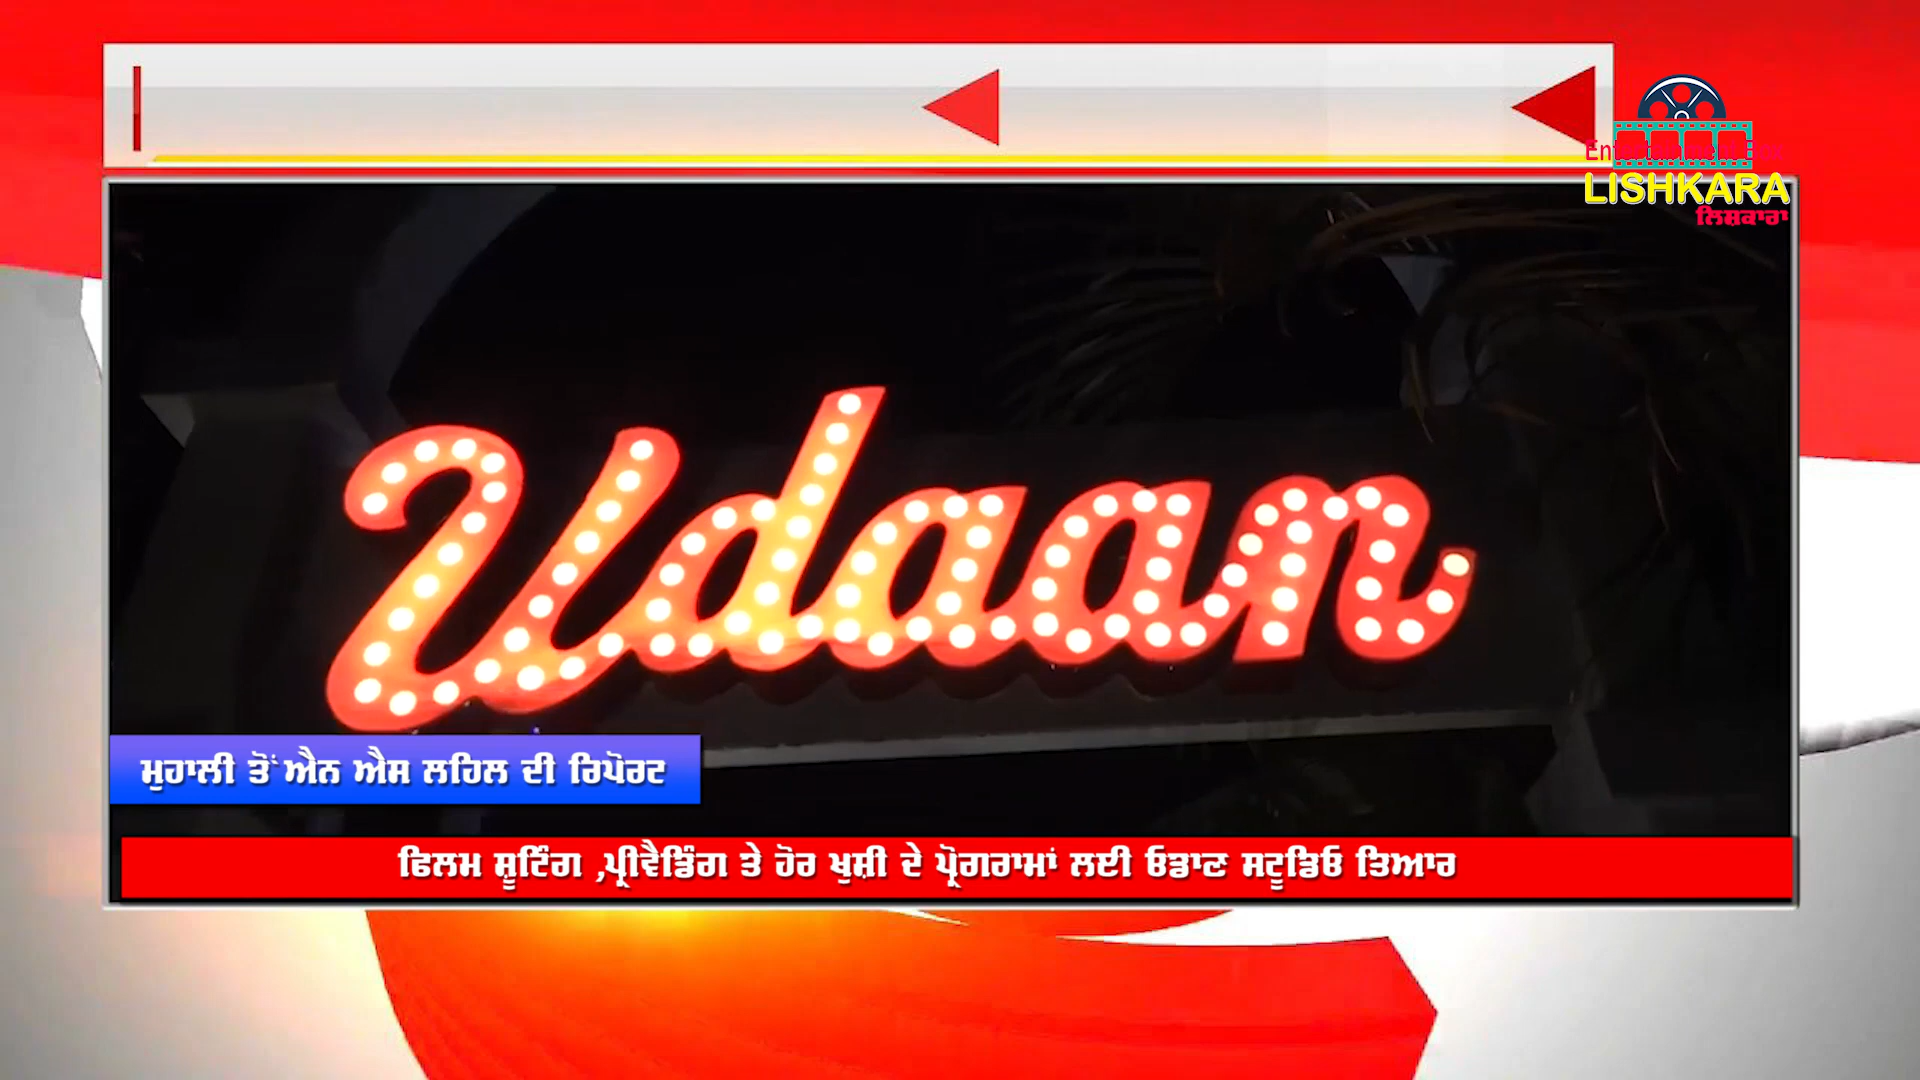 LISHKARA
ਲਿਸ਼ਕਾਰਾ
Udaan
ਮੁਹਾਲੀ ਤੋਂ ਐਨ ਐਸ ਲਹਿਲ ਦੀ ਰਿਪੋਰਟ
ਫਿਲਮ ਸ਼ੂਟਿੰਗ ,ਪ੍ਰੀਵੈਡਿੰਗ ਤੇ ਹੋਰ ਖੁਸ਼ੀ ਦੇ ਪ੍ਰੋਗਰਾਮਾਂ ਲਈ ਓਡਾਣ ਸਟੂਡਿਓ ਤਿਆਰ